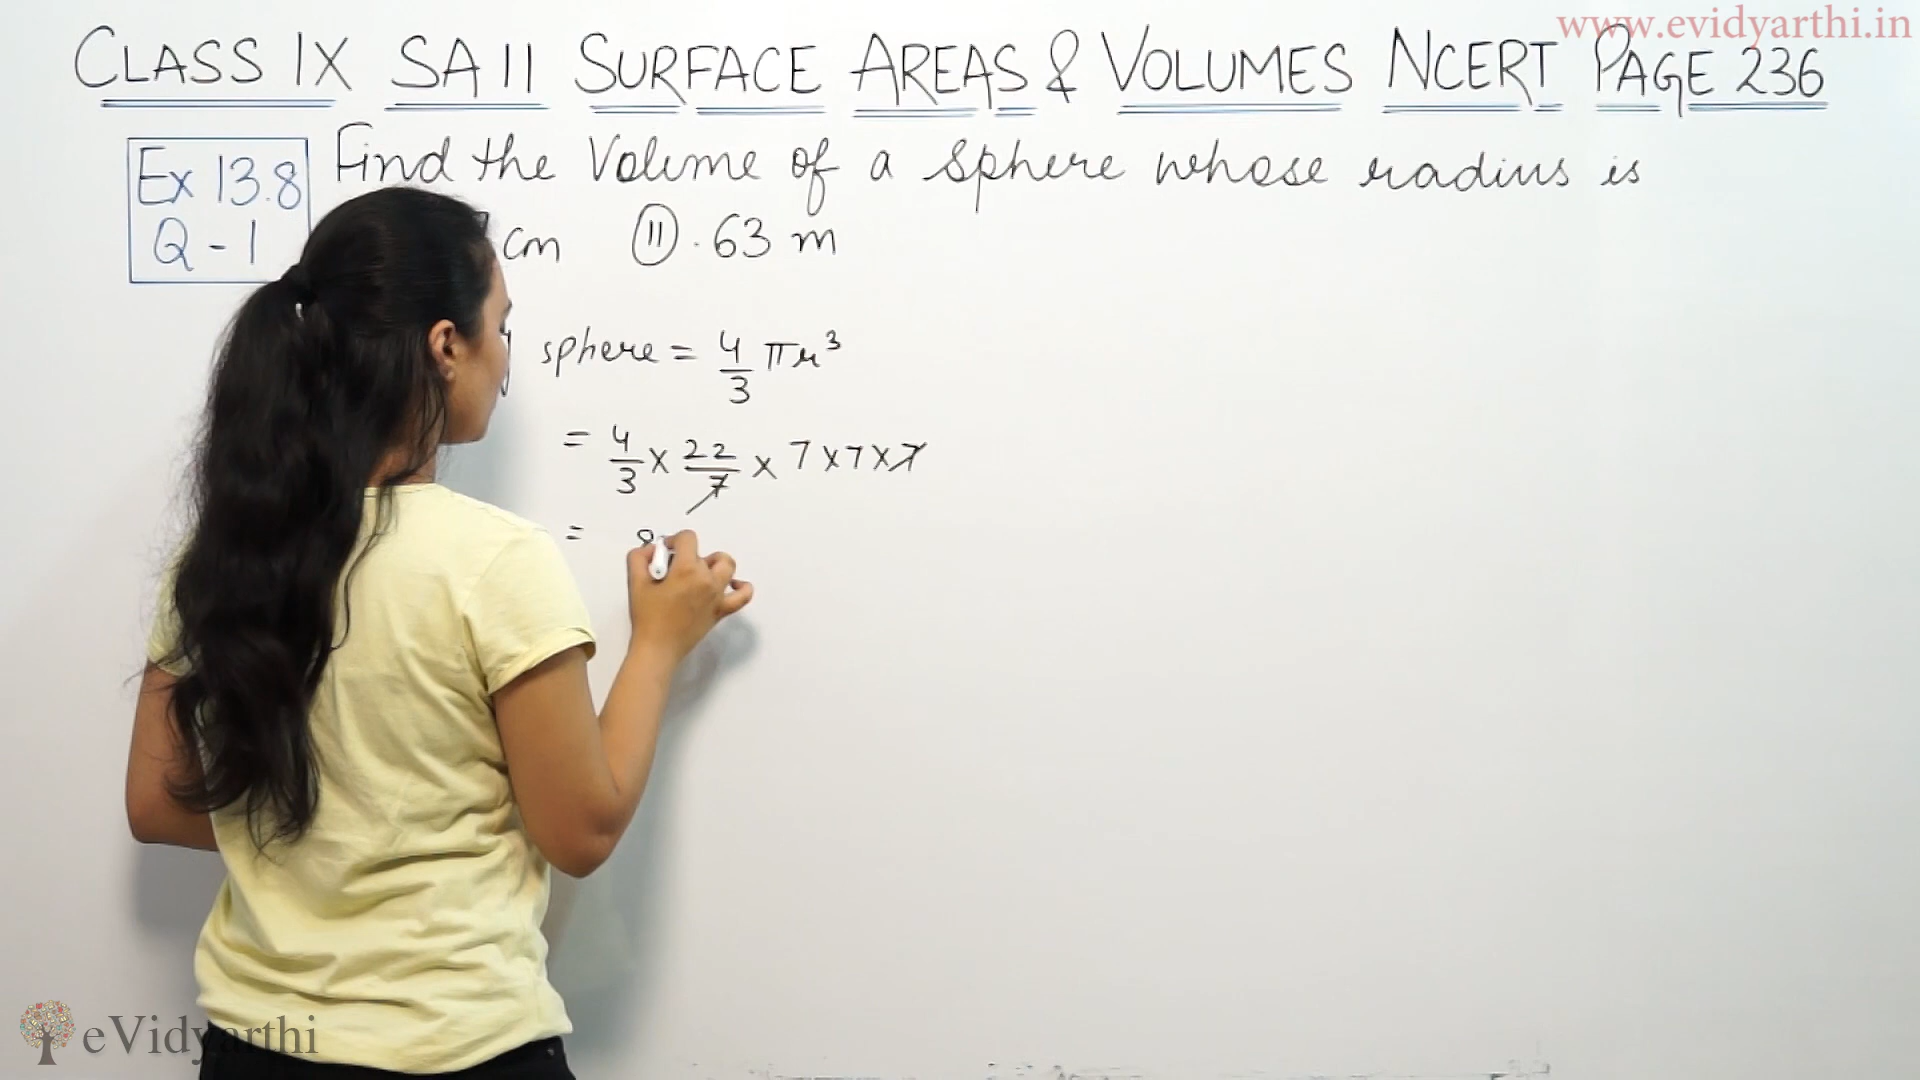 www.evidyarthi.in
CLASS IX SA II SURFACE AREAS & VOLUMES NCERT PAGE 236
Ex 13.8
Q - 1
Find the Volume of a sphere whose radius is
cm (II) .63 m
sphere = 4/3 πr³
= 4/3 × 22/7 × 7 × 7 × 7
= 8
eVidyarthi